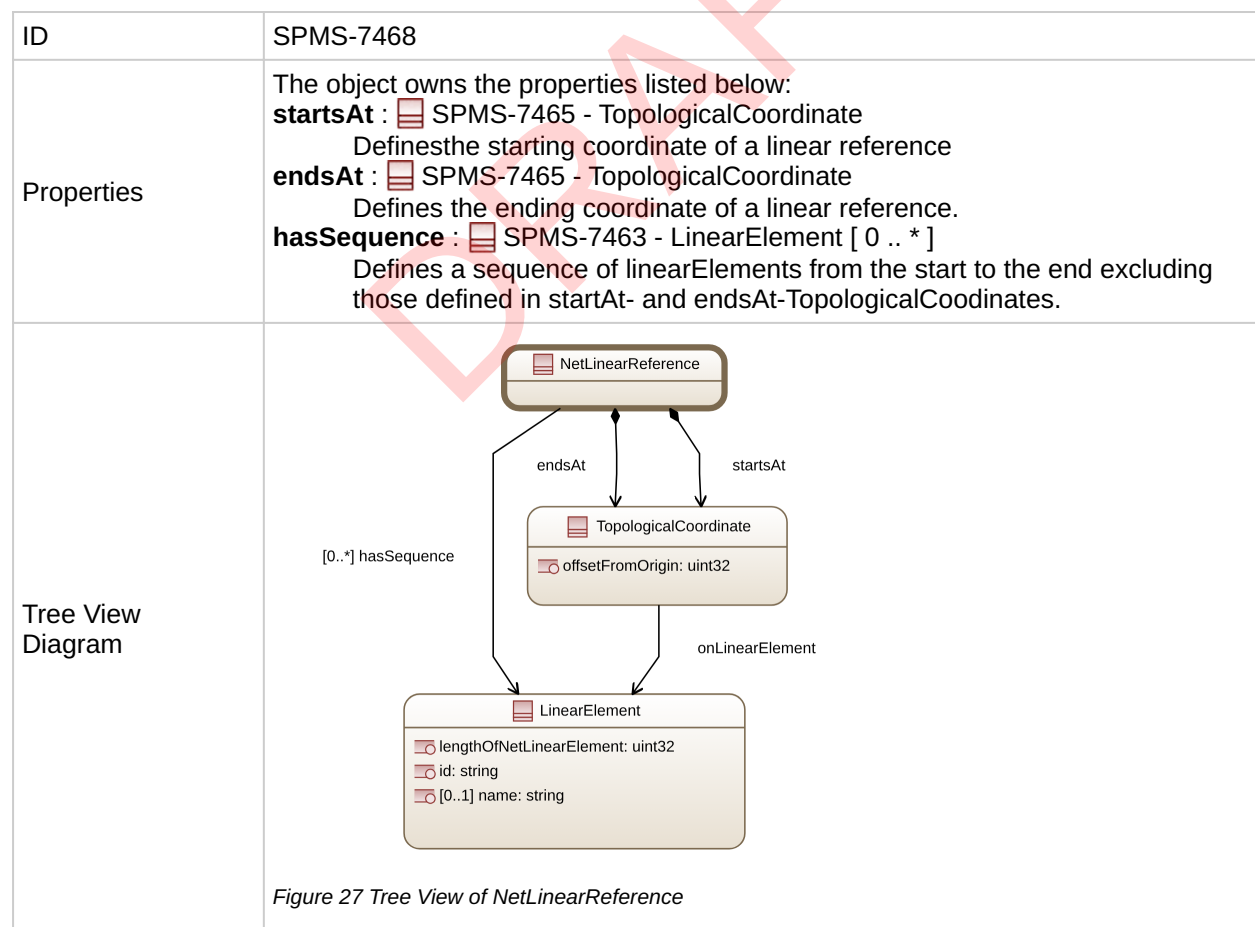 ID
SPMS-7468
Properties
The object owns the properties listed below:
startsAt : SPMS-7465 - TopologicalCoordinate
Definesthe starting coordinate of a linear reference
endsAt : SPMS-7465 - TopologicalCoordinate
Defines the ending coordinate of a linear reference.
hasSequence : SPMS-7463 - LinearElement [ 0 .. * ]
Defines a sequence of linearElements from the start to the end excluding
those defined in startAt- and endsAt-TopologicalCoodinates.
Tree View
Diagram
NetLinearReference
endsAt
startsAt
TopologicalCoordinate
offsetFromOrigin: uint32
[0..*] hasSequence
onLinearElement
LinearElement
lengthOfNetLinearElement: uint32
id: string
[0..1] name: string
Figure 27 Tree View of NetLinearReference
DRAF